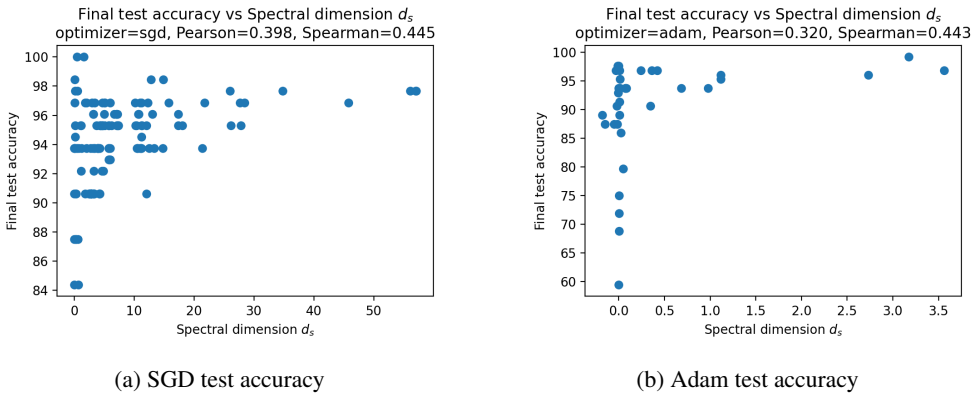 Final test accuracy vs Spectral dimension dₛ
optimizer=sgd, Pearson=0.398, Spearman=0.445
100
98
96
94
92
90
88
86
84
Final test accuracy
0 10 20 30 40 50
Spectral dimension dₛ
(a) SGD test accuracy
Final test accuracy vs Spectral dimension dₛ
optimizer=adam, Pearson=0.320, Spearman=0.443
100
95
90
85
80
75
70
65
60
Final test accuracy
0.0 0.5 1.0 1.5 2.0 2.5 3.0 3.5
Spectral dimension dₛ
(b) Adam test accuracy